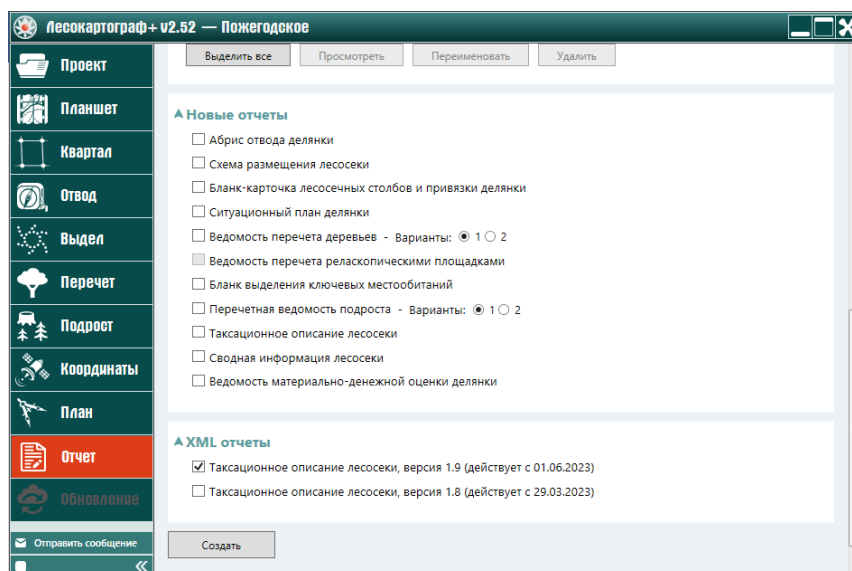 Лесокартограф+ v2.52 — Пожегодское
Проект
Планшет
Квартал
Отвод
Выдел
Перечет
Подрост
Координаты
План
Отчет
Обновление
Отправить сообщение
Выделить все Просмотреть Переименовать Удалить
Новые отчеты
Абрис отвода делянки
Схема размещения лесосеки
Бланк-карточка лесосечных столбов и привязки делянки
Ситуационный план делянки
Ведомость перечета деревьев - Варианты: 1 2
Ведомость перечета реласкопическими площадками
Бланк выделения ключевых местообитаний
Перечетная ведомость подроста - Варианты: 1 2
Таксационное описание лесосеки
Сводная информация лесосеки
Ведомость материально-денежной оценки делянки
XML отчеты
Таксационное описание лесосеки, версия 1.9 (действует с 01.06.2023)
Таксационное описание лесосеки, версия 1.8 (действует с 29.03.2023)
Создать